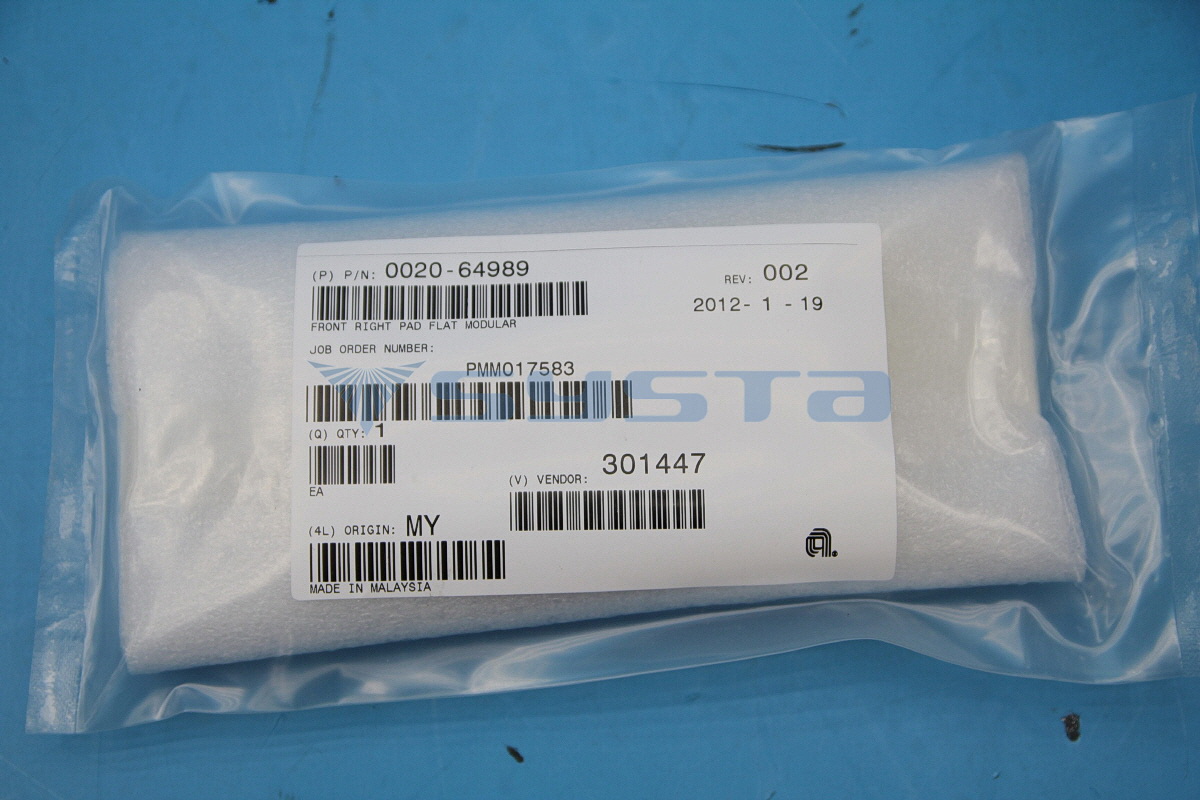 (P) P/N: 0020-64989
REV: 002
2012- 1 - 19
FRONT RIGHT PAD FLAT MODULAR
JOB ORDER NUMBER:
PMM017583
systa
(Q) QTY: 1
EA
(V) VENDOR: 301447
(4L) ORIGIN: MY
MADE IN MALAYSIA